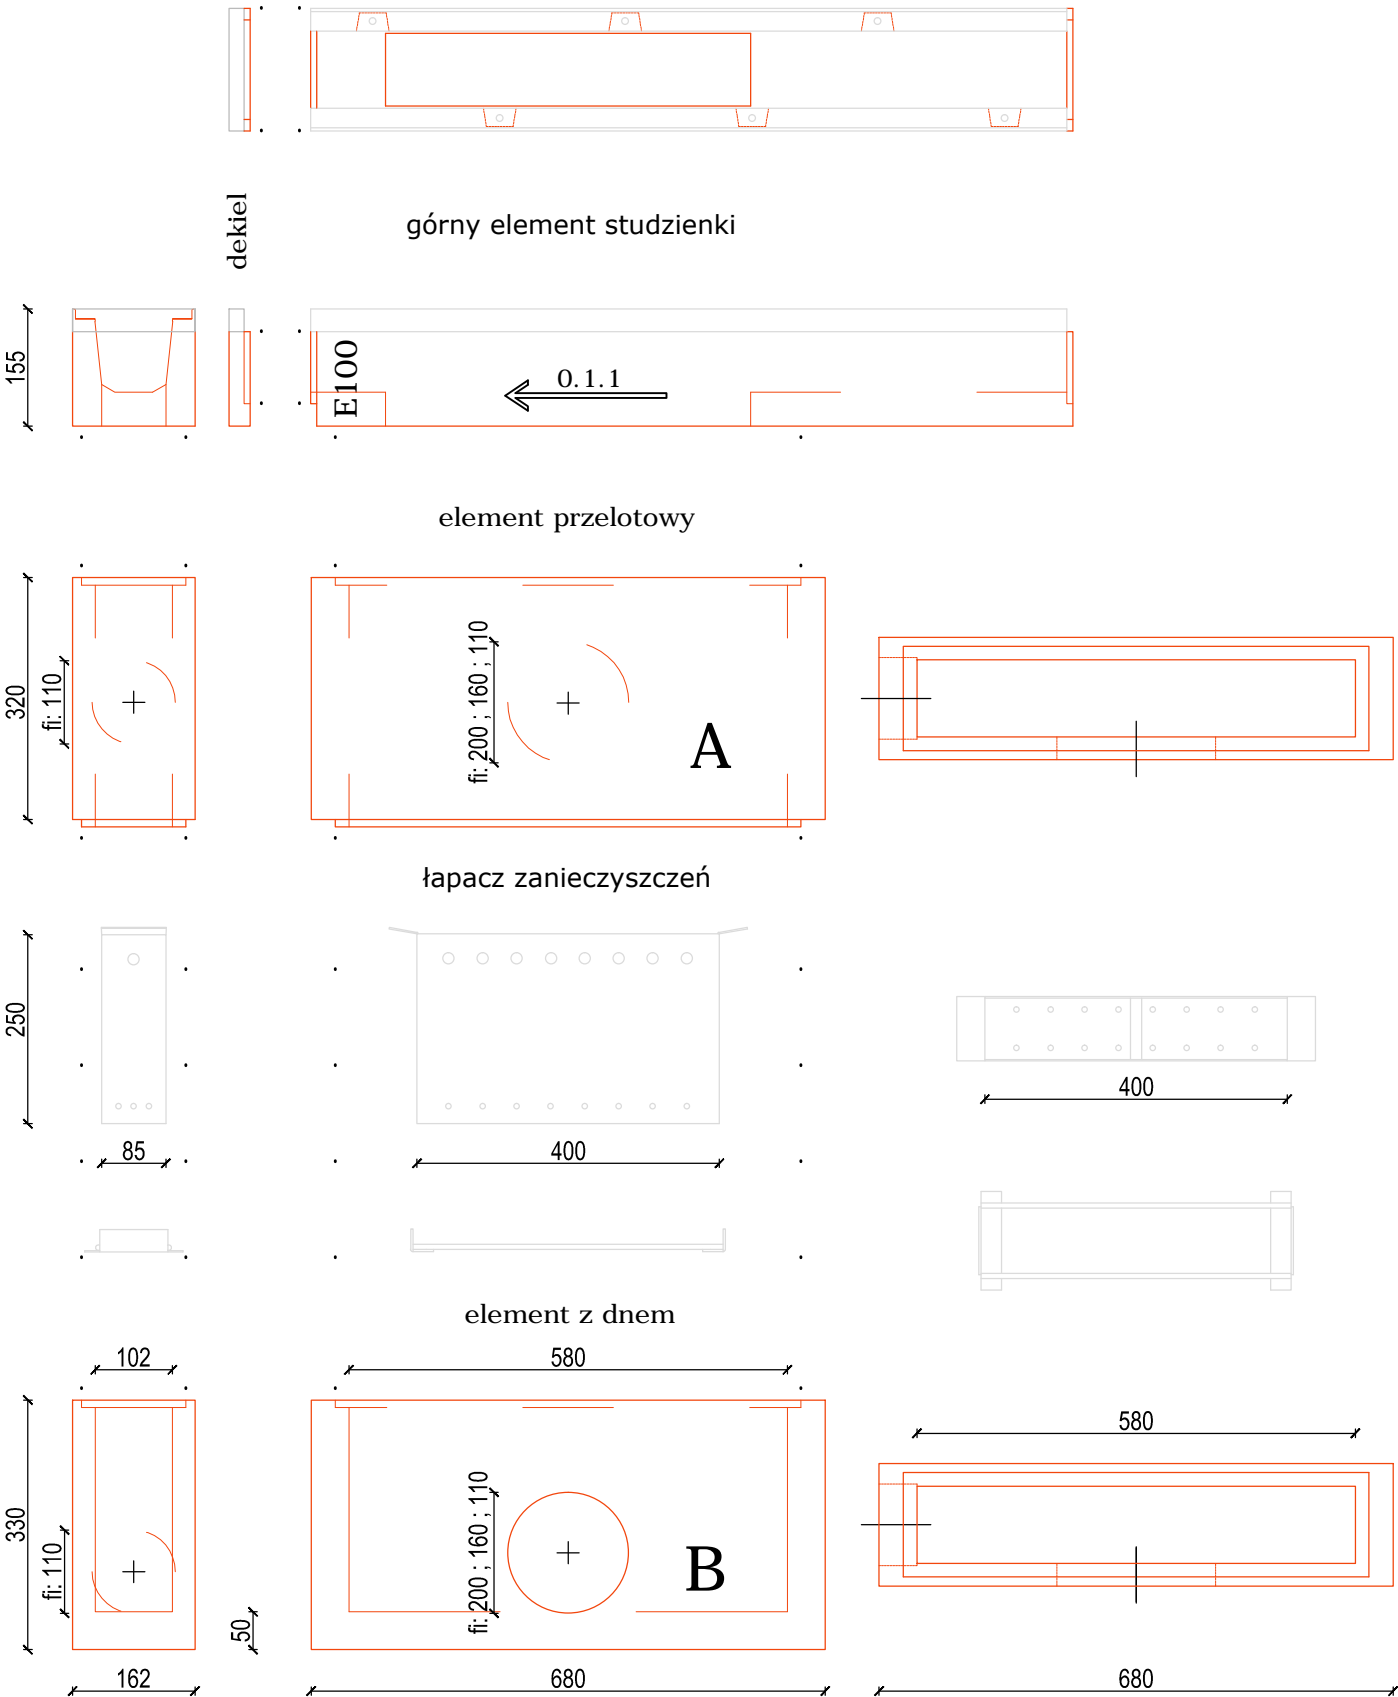 dekiel
górny element studzienki
155
E 100
0.1.1
element przelotowy
320
fi: 110
fi: 200 ; 160 ; 110
A
łapacz zanieczyszczeń
250
85
400
400
element z dnem
102
580
580
330
fi: 110
50
fi: 200 ; 160 ; 110
B
162
680
680